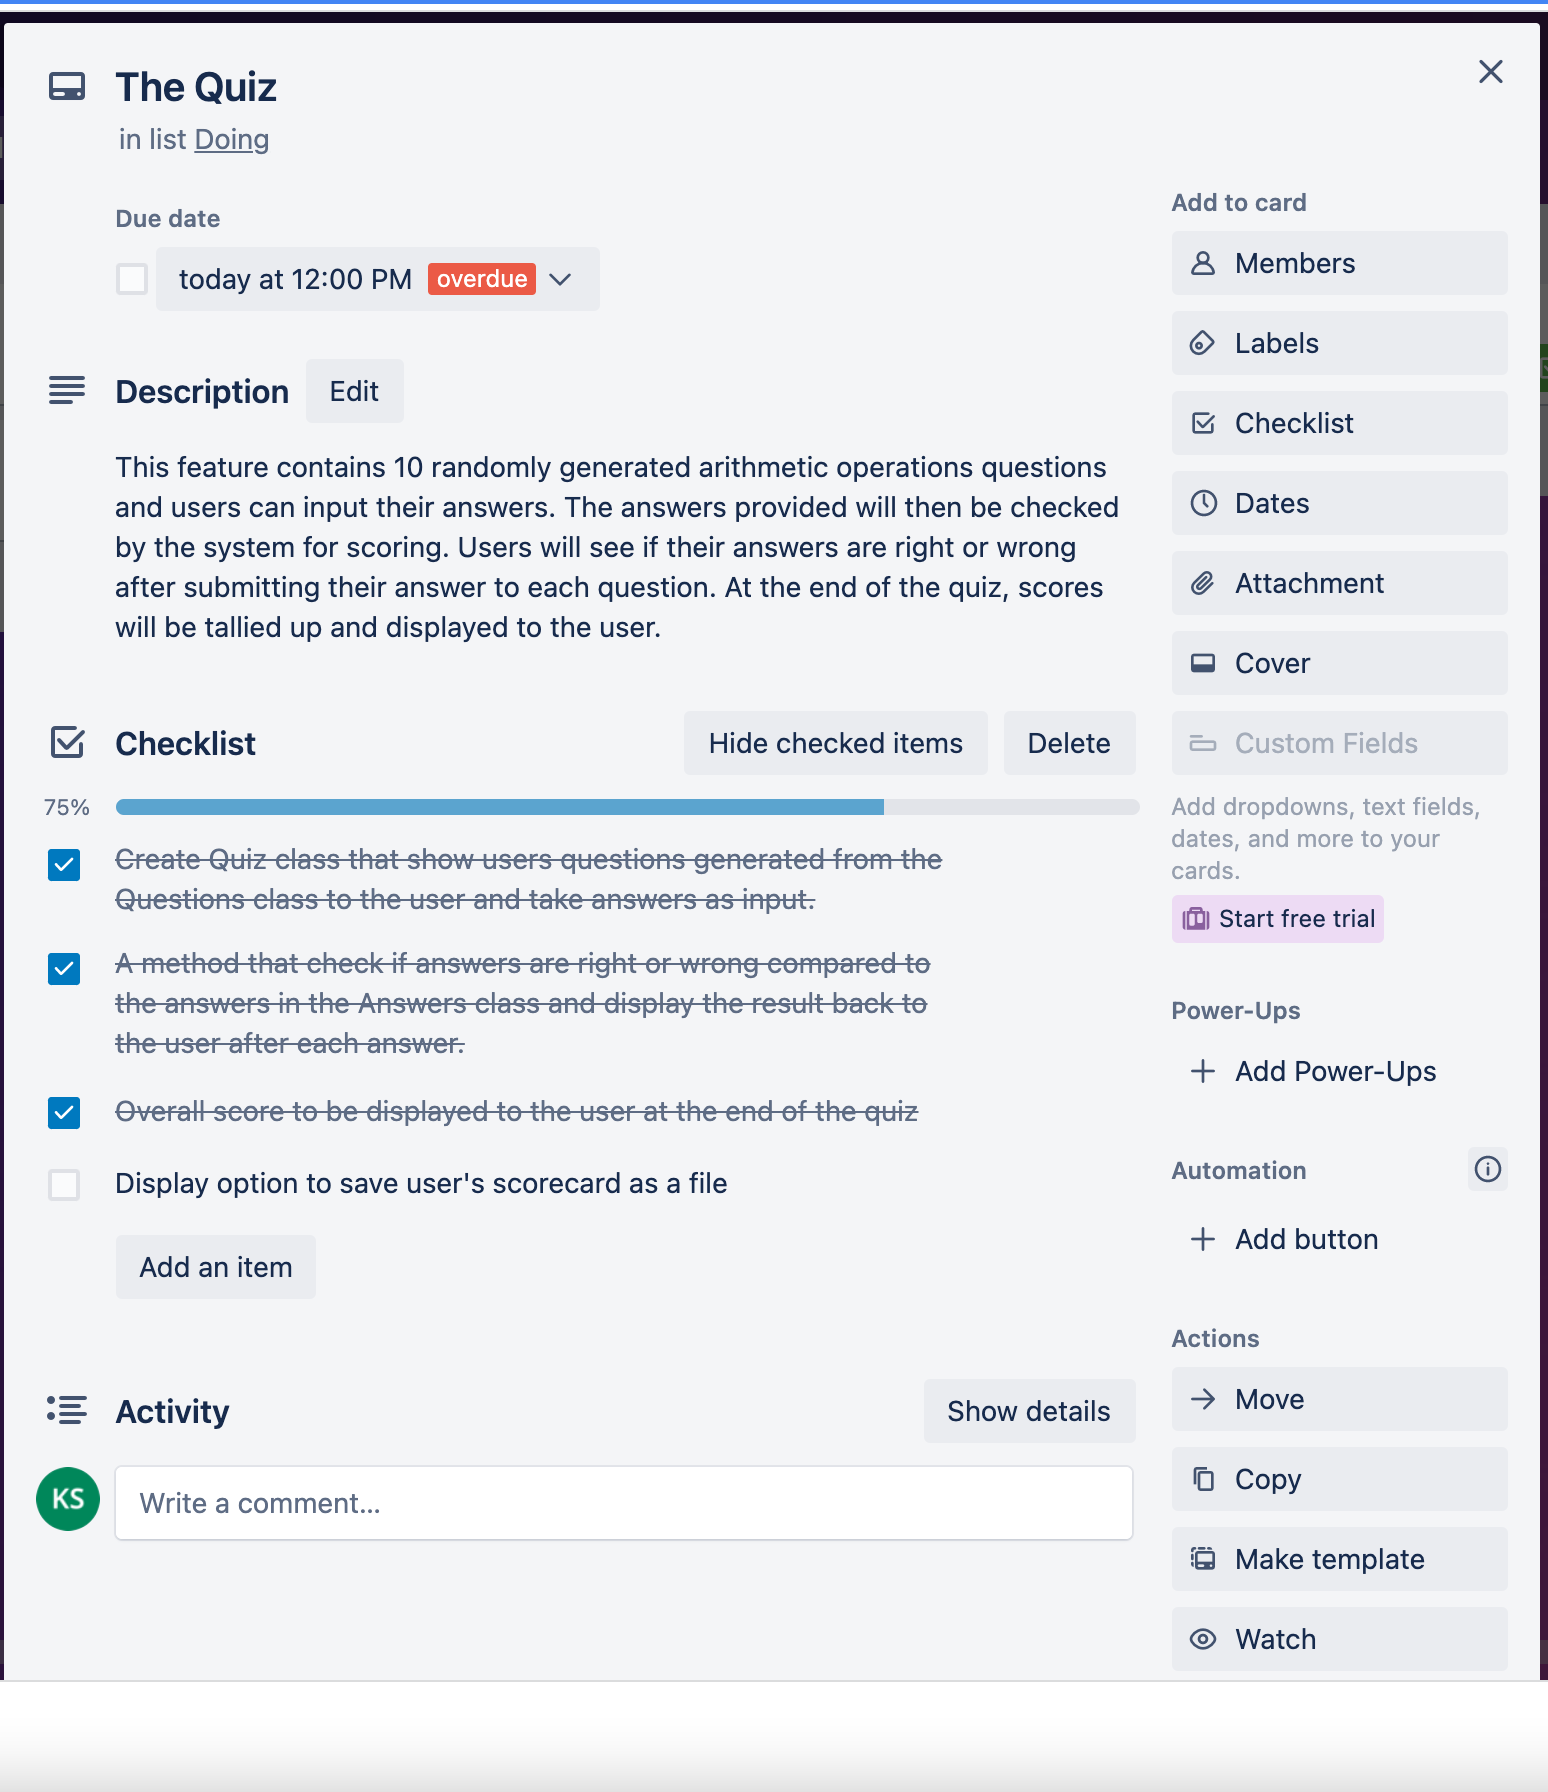 The Quiz
in list Doing
Due date
today at 12:00 PM overdue
Description Edit
This feature contains 10 randomly generated arithmetic operations questions
and users can input their answers. The answers provided will then be checked
by the system for scoring. Users will see if their answers are right or wrong
after submitting their answer to each question. At the end of the quiz, scores
will be tallied up and displayed to the user.
Checklist Hide checked items Delete
75%
Create Quiz class that show users questions generated from the
Questions class to the user and take answers as input.
A method that check if answers are right or wrong compared to
the answers in the Answers class and display the result back to
the user after each answer.
Overall score to be displayed to the user at the end of the quiz
Display option to save user's scorecard as a file
Add an item
Activity Show details
KS Write a comment...
Add to card
Members
Labels
Checklist
Dates
Attachment
Cover
Custom Fields
Add dropdowns, text fields,
dates, and more to your
cards.
Start free trial
Power-Ups
Add Power-Ups
Automation
Add button
Actions
Move
Copy
Make template
Watch